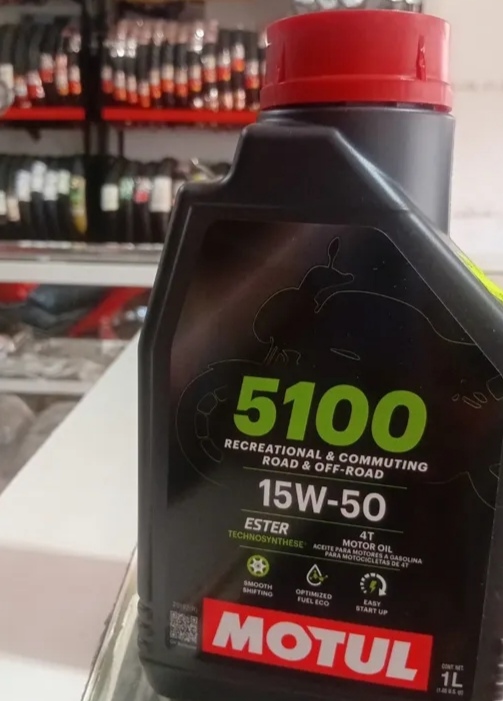 5100
RECREATIONAL & COMMUTING
ROAD & OFF-ROAD
15W-50
ESTER
TECHNOSYNTHESE®
4T
MOTOR OIL
ACEITE PARA MOTORES A GASOLINA
PARA MOTOCICLETAS DE 4T
SMOOTH
SHIFTING
OPTIMIZED
FUEL ECO
EASY
START UP
MOTUL
CONT. NET.
1L